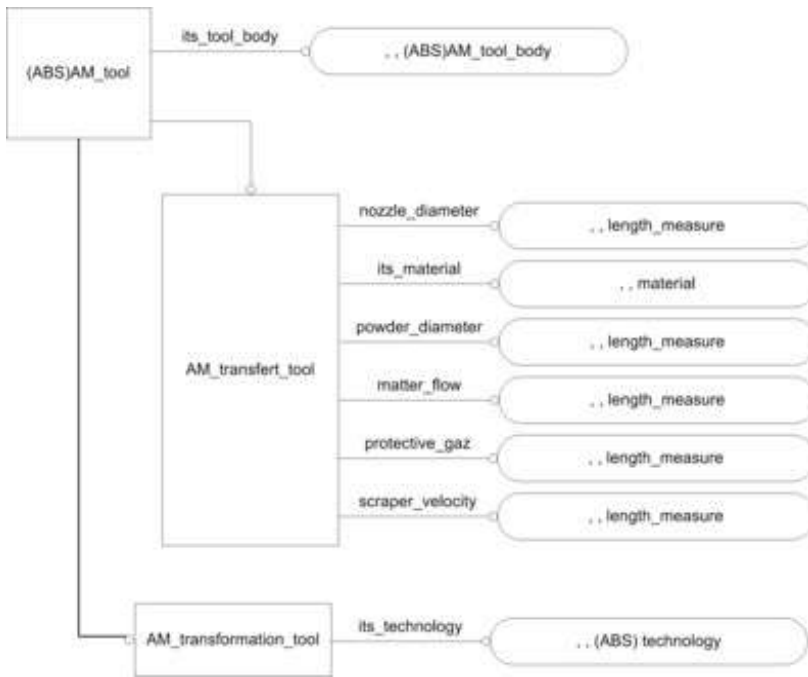 its_tool_body
(ABS)AM_tool
, , (ABS)AM_tool_body
nozzle_diameter
, , length_measure
its_material
, , material
powder_diameter
, , length_measure
AM_transfert_tool
matter_flow
, , length_measure
protective_gaz
, , length_measure
scraper_velocity
, , length_measure
AM_transformation_tool
its_technology
, , (ABS) technology